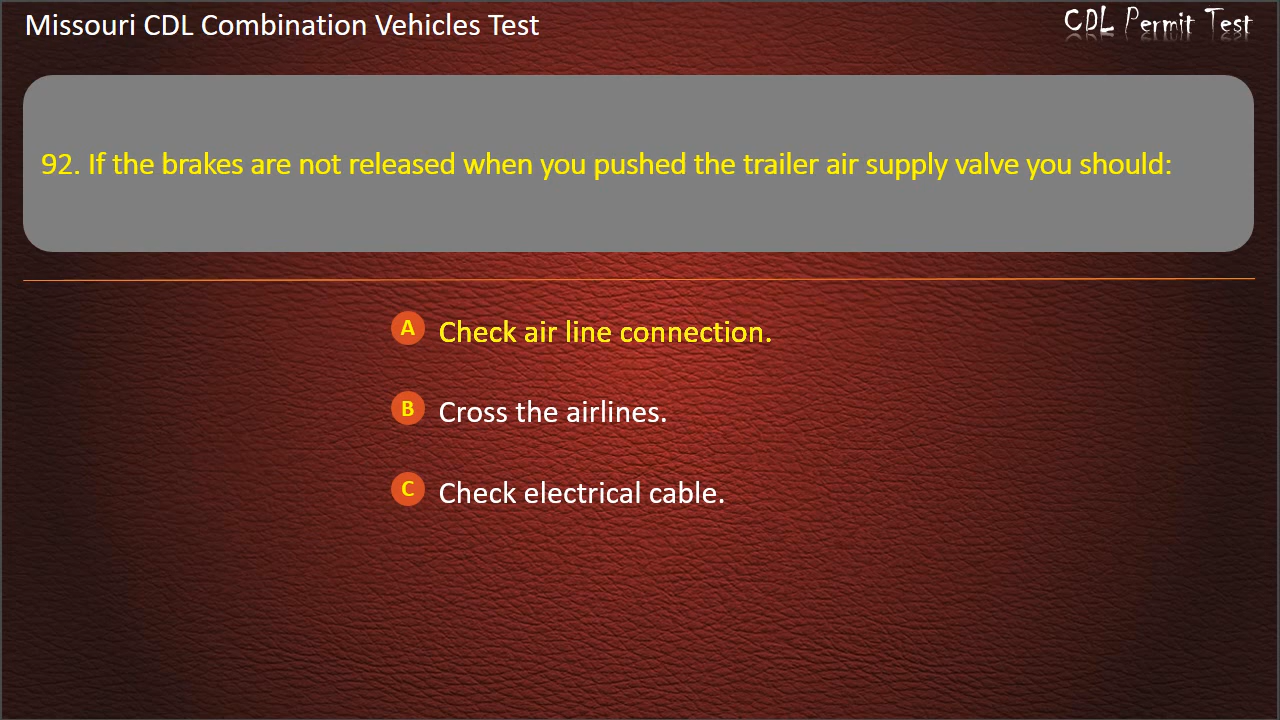 Missouri CDL Combination Vehicles Test
CDL Permit Test
92. If the brakes are not released when you pushed the trailer air supply valve you should:
A Check air line connection.
B Cross the airlines.
C Check electrical cable.